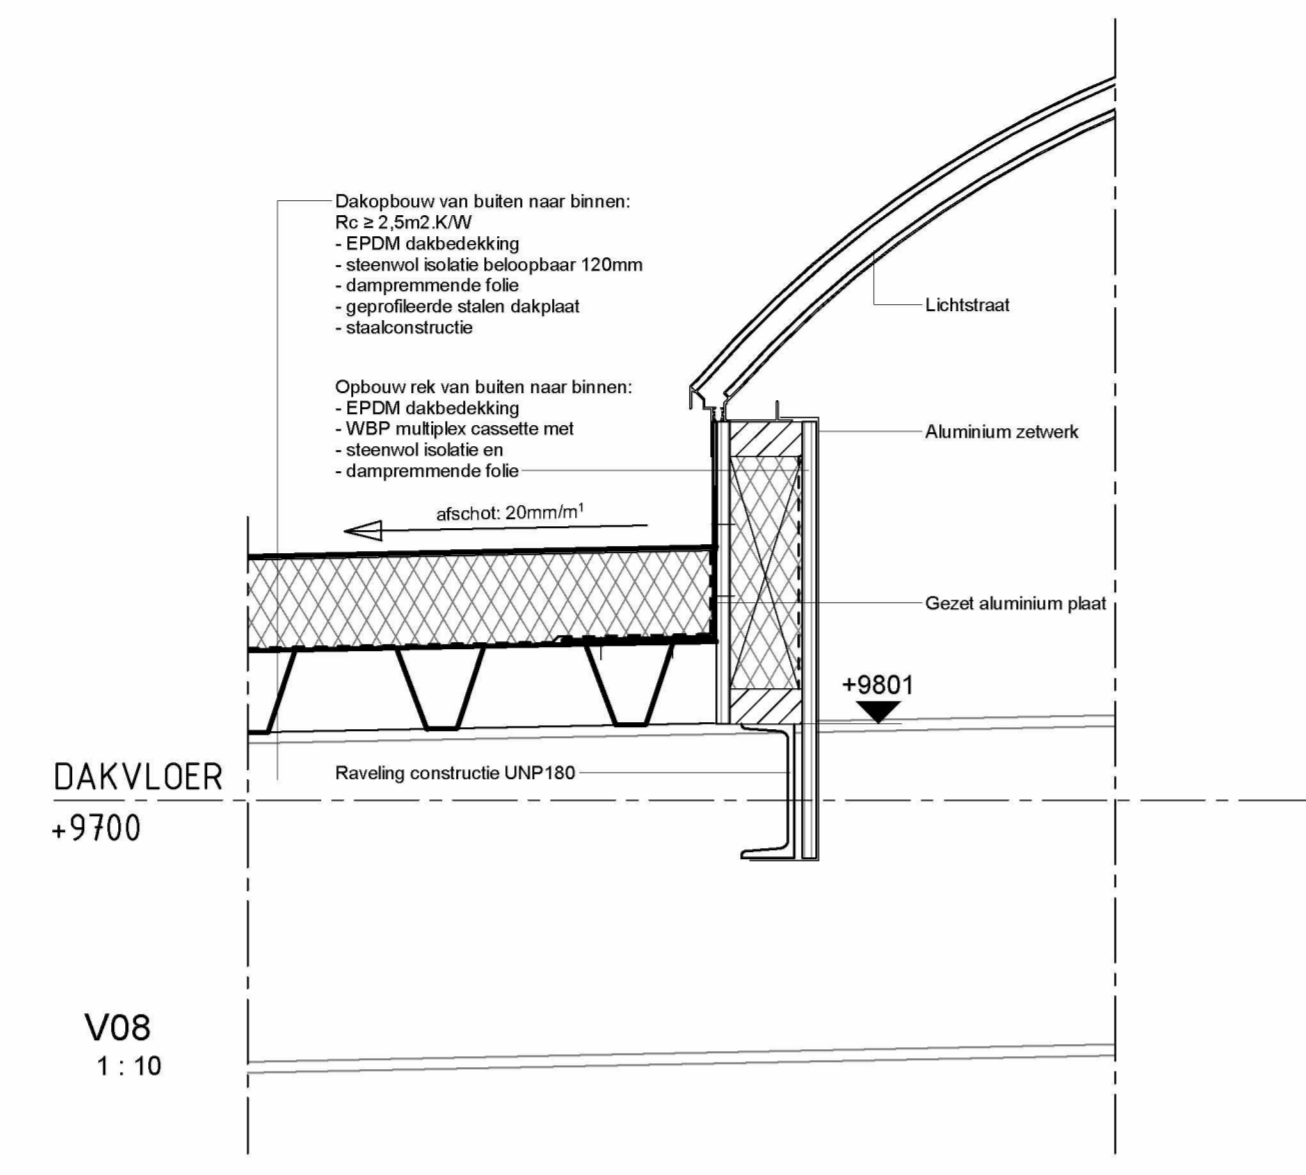 Dakopbouw van buiten naar binnen:
Rc ≥ 2,5m2.K/W
- EPDM dakbedekking
- steenwol isolatie beloopbaar 120mm
- dampremmende folie
- geprofileerde stalen dakplaat
- staalconstructie
Lichtstraat
Opbouw rek van buiten naar binnen:
- EPDM dakbedekking
- WBP multiplex cassette met
- steenwol isolatie en
- dampremmende folie
Aluminium zetwerk
afschot: 20mm/m¹
Gezet aluminium plaat
+9801
Raveling constructie UNP180
DAKVLOER
+9700
V08
1 : 10